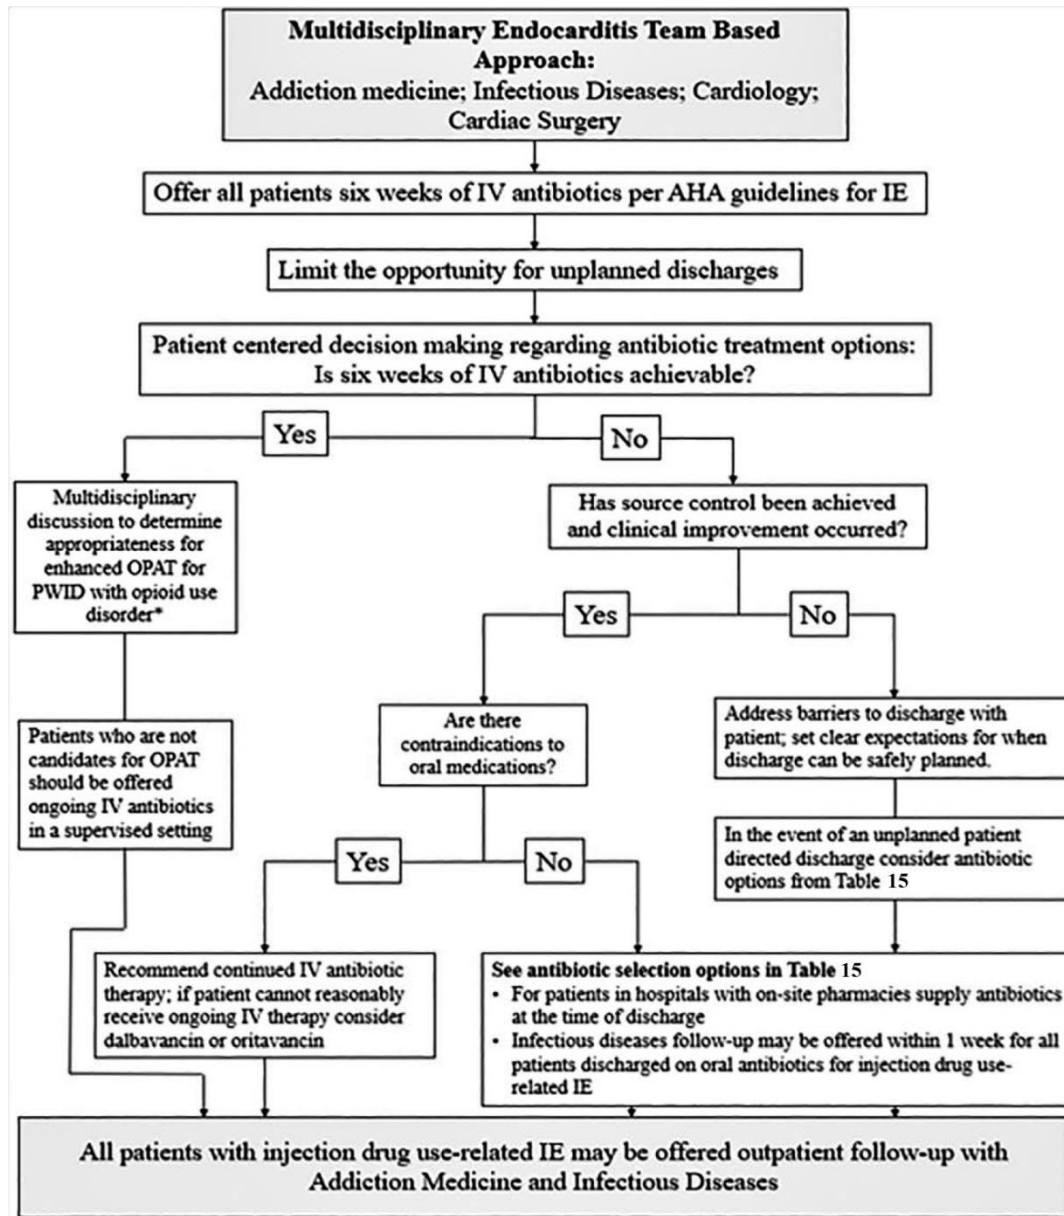 Multidisciplinary Endocarditis Team Based
Approach:
Addiction medicine; Infectious Diseases; Cardiology;
Cardiac Surgery
Offer all patients six weeks of IV antibiotics per AHA guidelines for IE
Limit the opportunity for unplanned discharges
Patient centered decision making regarding antibiotic treatment options:
Is six weeks of IV antibiotics achievable?
Yes
No
Multidisciplinary
discussion to determine
appropriateness for
enhanced OPAT for
PWID with opioid use
disorder*
Has source control been achieved
and clinical improvement occurred?
Yes
No
Patients who are not
candidates for OPAT
should be offered
ongoing IV antibiotics
in a supervised setting
Are there
contraindications to
oral medications?
Address barriers to discharge with
patient; set clear expectations for when
discharge can be safely planned.
In the event of an unplanned patient
directed discharge consider antibiotic
options from Table 15
Yes
No
Recommend continued IV antibiotic
therapy; if patient cannot reasonably
receive ongoing IV therapy consider
dalbavancin or oritavancin
See antibiotic selection options in Table 15
• For patients in hospitals with on-site pharmacies supply antibiotics
at the time of discharge
• Infectious diseases follow-up may be offered within 1 week for all
patients discharged on oral antibiotics for injection drug use-
related IE
All patients with injection drug use-related IE may be offered outpatient follow-up with
Addiction Medicine and Infectious Diseases